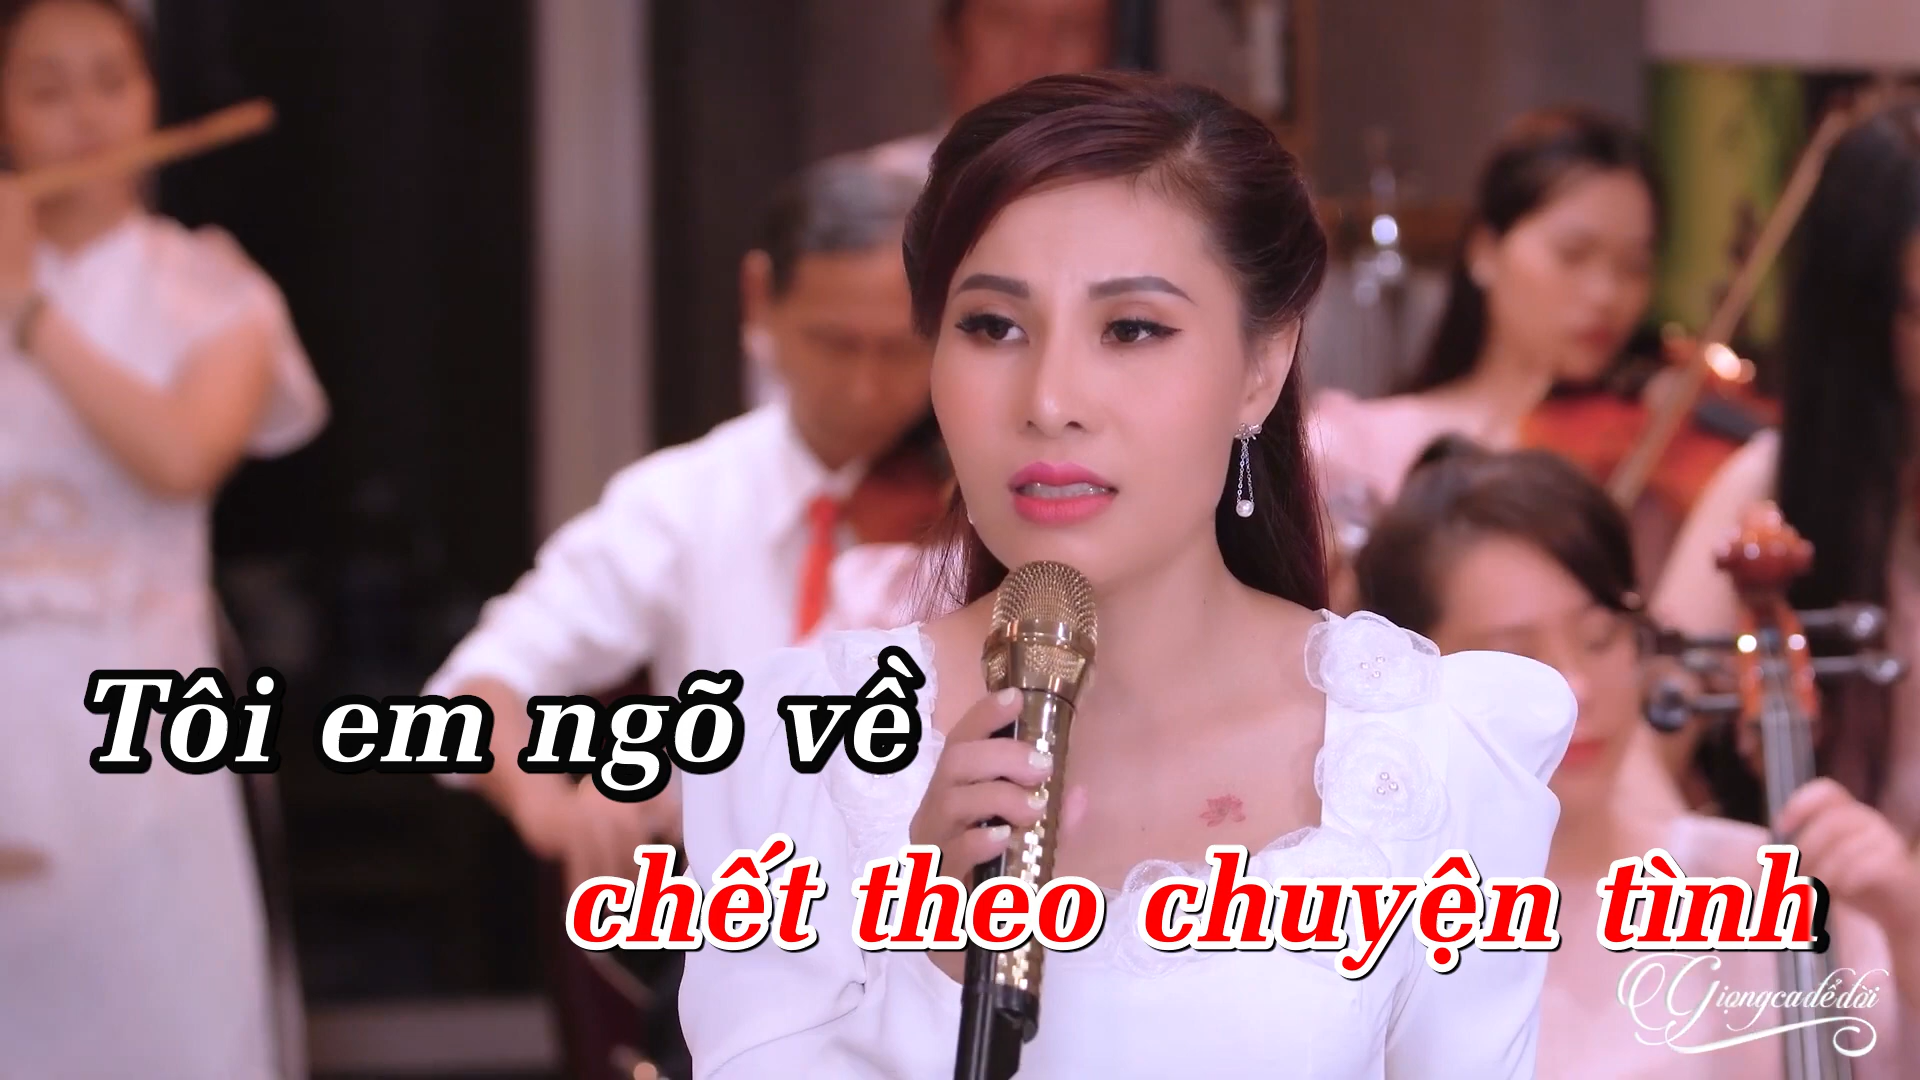 Tôi em ngõ về
chết theo chuyện tình
Giọng ca để đời